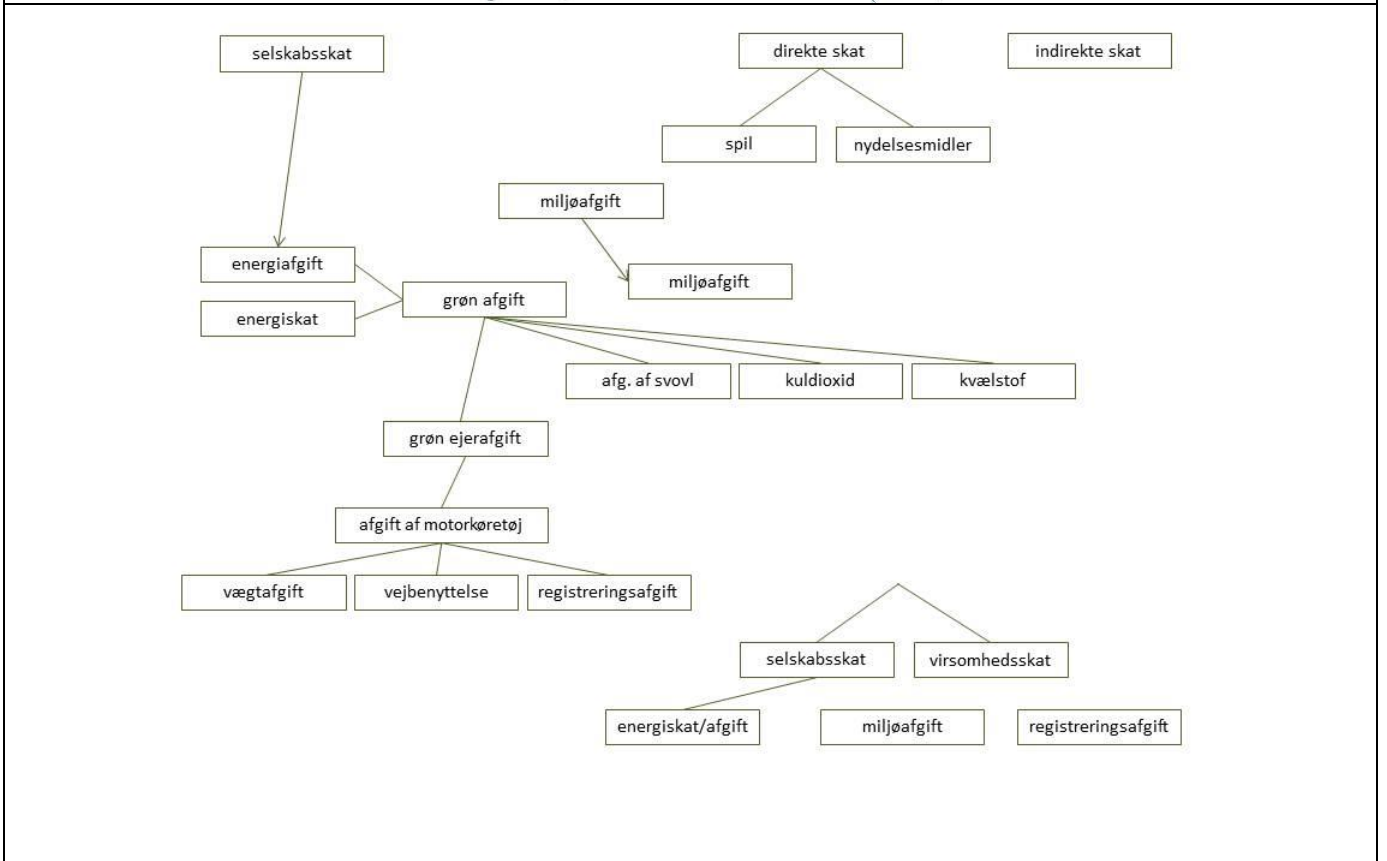 selskabsskat
direkte skat
indirekte skat
spil
nydelsesmidler
miljøafgift
energiafgift
miljøafgift
grøn afgift
energiskat
afg. af svovl
kuldioxid
kvælstof
grøn ejerafgift
afgift af motorkøretøj
vægtafgift
vejbenyttelse
registreringsafgift
selskabsskat
virsomhedsskat
energiskat/afgift
miljøafgift
registreringsafgift